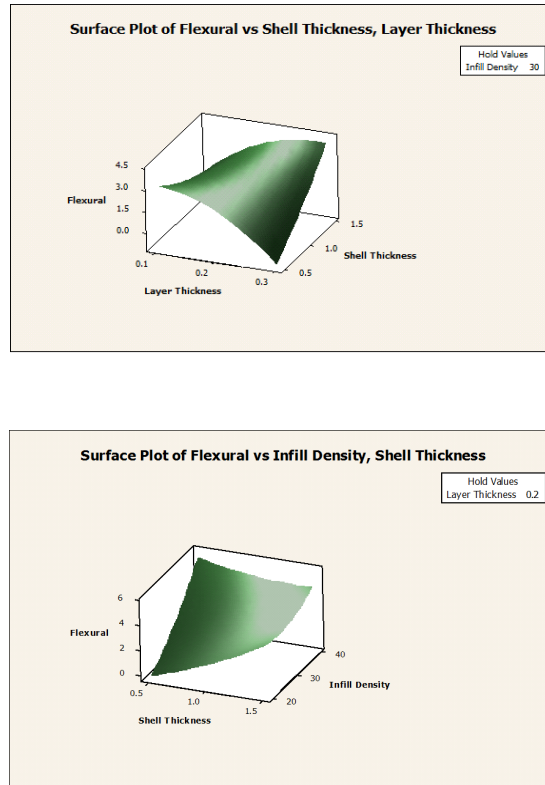 Surface Plot of Flexural vs Shell Thickness, Layer Thickness
Hold Values
Infill Density 30
4.5
3.0
Flexural
1.5
0.0
1.5
1.0
Shell Thickness
0.5
0.1
0.2
0.3
Layer Thickness
Surface Plot of Flexural vs Infill Density, Shell Thickness
Hold Values
Layer Thickness 0.2
6
4
Flexural
2
0
40
30
Infill Density
20
0.5
1.0
1.5
Shell Thickness